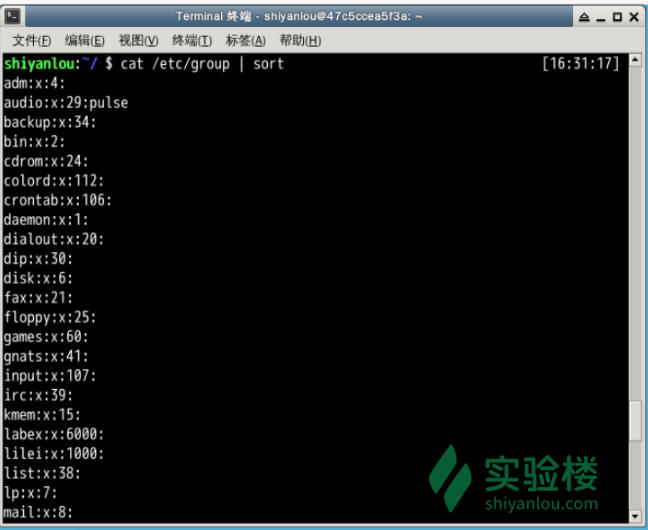 Terminal 终端 - shiyanlou@47c5ccea5f3a: ~
文件(F) 编辑(E) 视图(V) 终端(T) 标签(A) 帮助(H)
shiyanlou:~/ $ cat /etc/group | sort [16:31:17]
adm:x:4:
audio:x:29:pulse
backup:x:34:
bin:x:2:
cdrom:x:24:
colord:x:112:
crontab:x:106:
daemon:x:1:
dialout:x:20:
dip:x:30:
disk:x:6:
fax:x:21:
floppy:x:25:
games:x:60:
gnats:x:41:
input:x:107:
irc:x:39:
kmem:x:15:
labex:x:6000:
lilei:x:1000:
list:x:38:
lp:x:7:
mail:x:8:
实验楼
shiyanlou.com